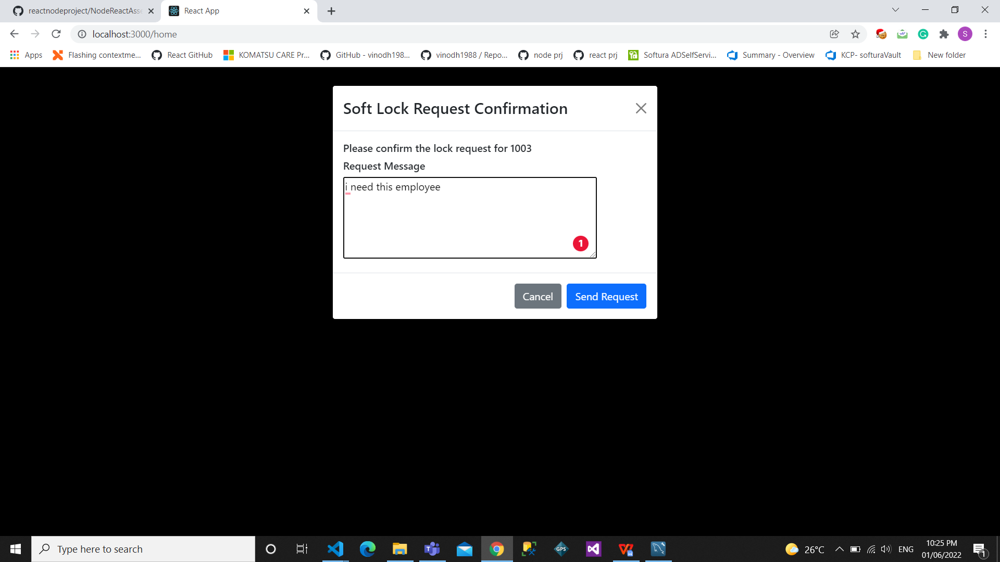 reactnodeproject/NodeReactAsse
React App
localhost:3000/home
S
Apps
Flashing contextme...
React GitHub
KOMATSU CARE Pr...
GitHub - vinodh198...
vinodh1988 / Repo...
node prj
react prj
Softura ADSelfServi...
Summary - Overview
KCP- softuraVault
New folder
Soft Lock Request Confirmation
Please confirm the lock request for 1003
Request Message
i need this employee
1
Cancel
Send Request
Type here to search
GPS
26°C
ENG
10:25 PM
01/06/2022
1